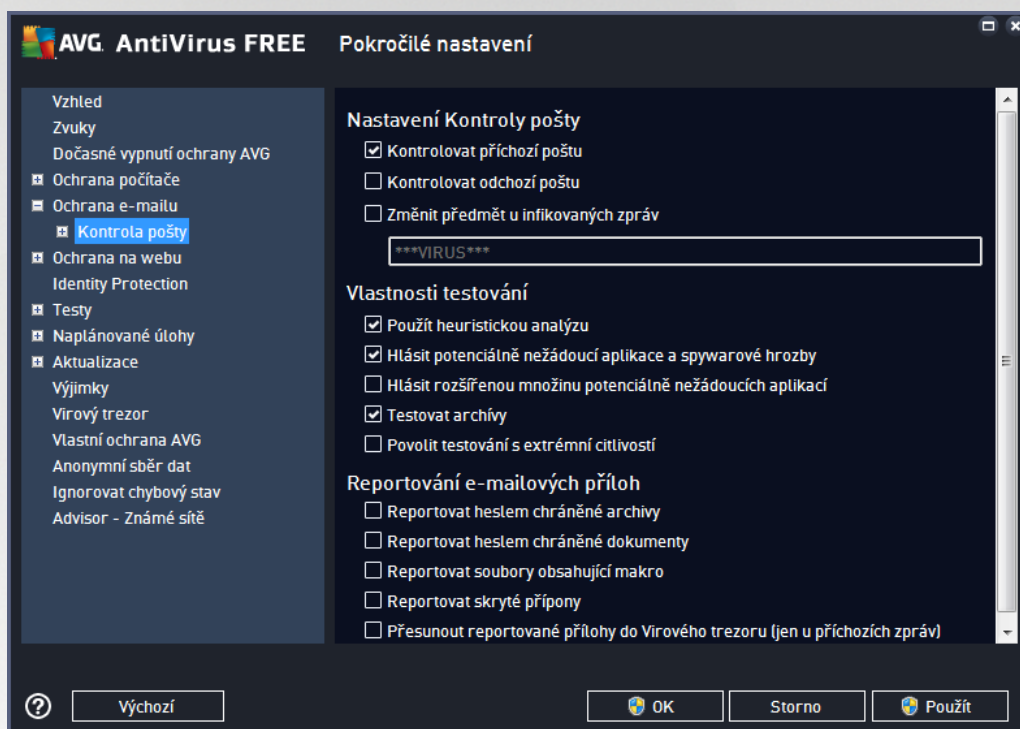 AVG. AntiVirus FREE
Pokročilé nastavení
Vzhled
Zvuky
Dočasné vypnutí ochrany AVG
Ochrana počítače
Ochrana e-mailu
Kontrola pošty
Ochrana na webu
Identity Protection
Testy
Naplánované úlohy
Aktualizace
Výjimky
Virový trezor
Vlastní ochrana AVG
Anonymní sběr dat
Ignorovat chybový stav
Advisor - Známé sítě
Nastavení Kontroly pošty
Kontrolovat příchozí poštu
Kontrolovat odchozí poštu
Změnit předmět u infikovaných zpráv
***VIRUS***
Vlastnosti testování
Použít heuristickou analýzu
Hlásit potenciálně nežádoucí aplikace a spywarové hrozby
Hlásit rozšířenou množinu potenciálně nežádoucích aplikací
Testovat archívy
Povolit testování s extrémní citlivostí
Reportování e-mailových příloh
Reportovat heslem chráněné archivy
Reportovat heslem chráněné dokumenty
Reportovat soubory obsahující makro
Reportovat skryté přípony
Přesunout reportované přílohy do Virového trezoru (jen u příchozích zpráv)
Výchozí
OK
Storno
Použít